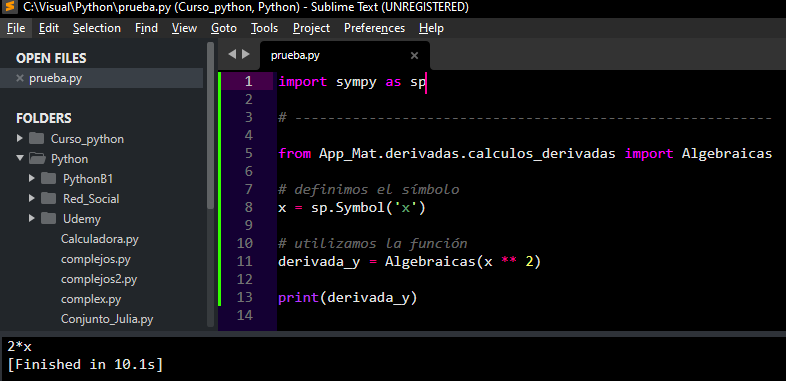 C:\Visual\Python\prueba.py (Curso_python, Python) - Sublime Text (UNREGISTERED)
File Edit Selection Find View Goto Tools Project Preferences Help
OPEN FILES
prueba.py
FOLDERS
Curso_python
Python
PythonB1
Red_Social
Udemy
Calculadora.py
complejos.py
complejos2.py
complex.py
Conjunto_Julia.py
prueba.py
1 import sympy as sp
2
3 # -----------------------------------------------------------
4
5 from App_Mat.derivadas.calculos_derivadas import Algebraicas
6
7 # definimos el símbolo
8 x = sp.Symbol('x')
9
10 # utilizamos la función
11 derivada_y = Algebraicas(x ** 2)
12
13 print(derivada_y)
14
2*x
[Finished in 10.1s]